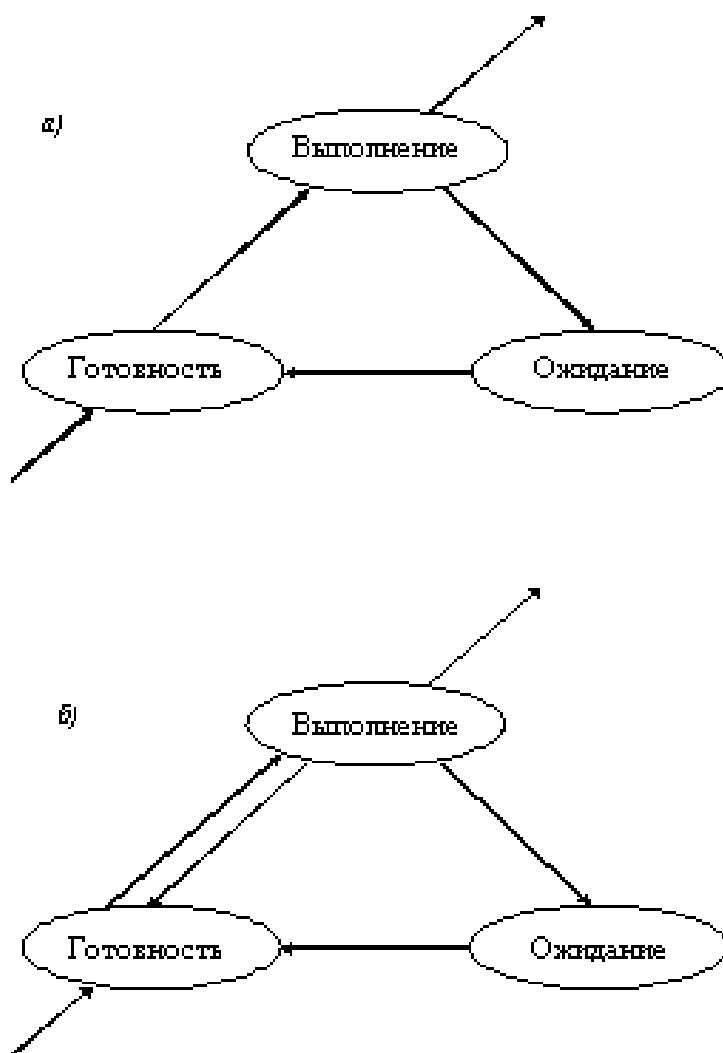 а)
Выполнение
Готовность
Ожидание
б)
Выполнение
Готовность
Ожидание